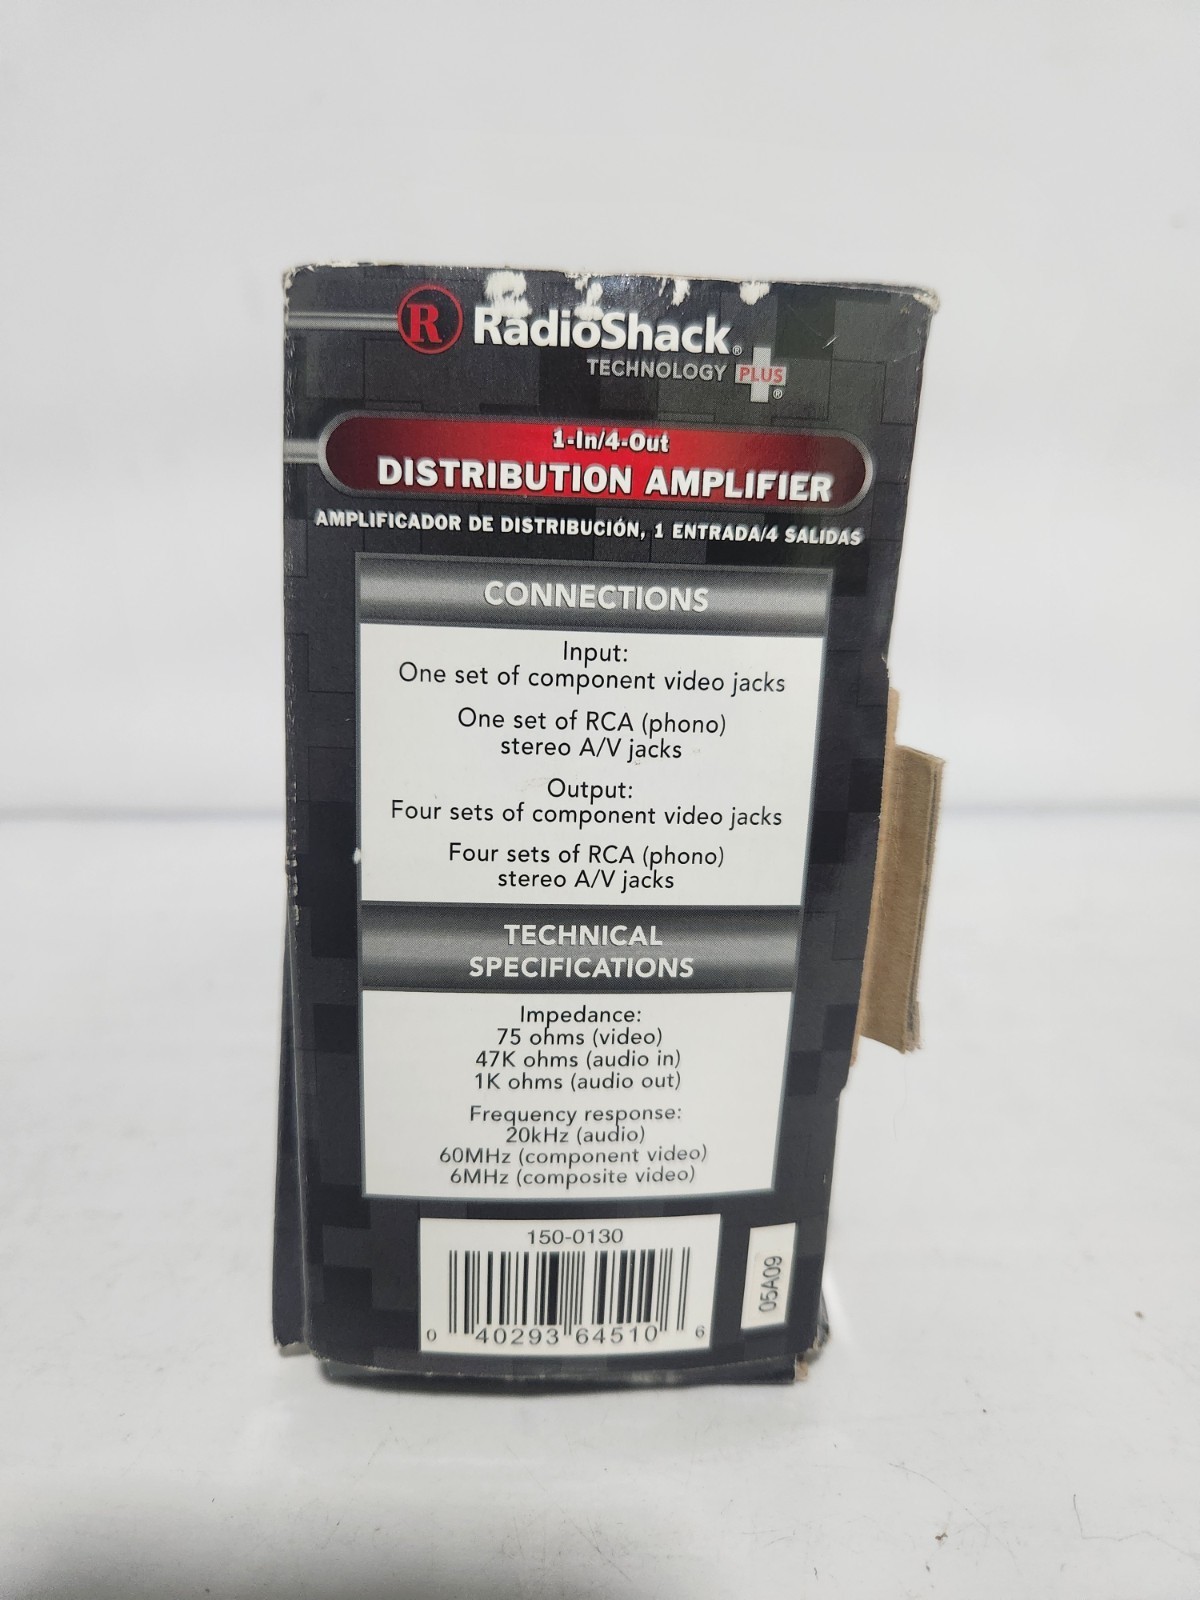 R RadioShack®
TECHNOLOGY PLUS®
1-In/4-Out
DISTRIBUTION AMPLIFIER
AMPLIFICADOR DE DISTRIBUCIÓN, 1 ENTRADA/4 SALIDAS
CONNECTIONS
Input:
One set of component video jacks
One set of RCA (phono)
stereo A/V jacks
Output:
Four sets of component video jacks
Four sets of RCA (phono)
stereo A/V jacks
TECHNICAL
SPECIFICATIONS
Impedance:
75 ohms (video)
47K ohms (audio in)
1K ohms (audio out)
Frequency response:
20kHz (audio)
60MHz (component video)
6MHz (composite video)
150-0130
0 40293 64510 6
05A09